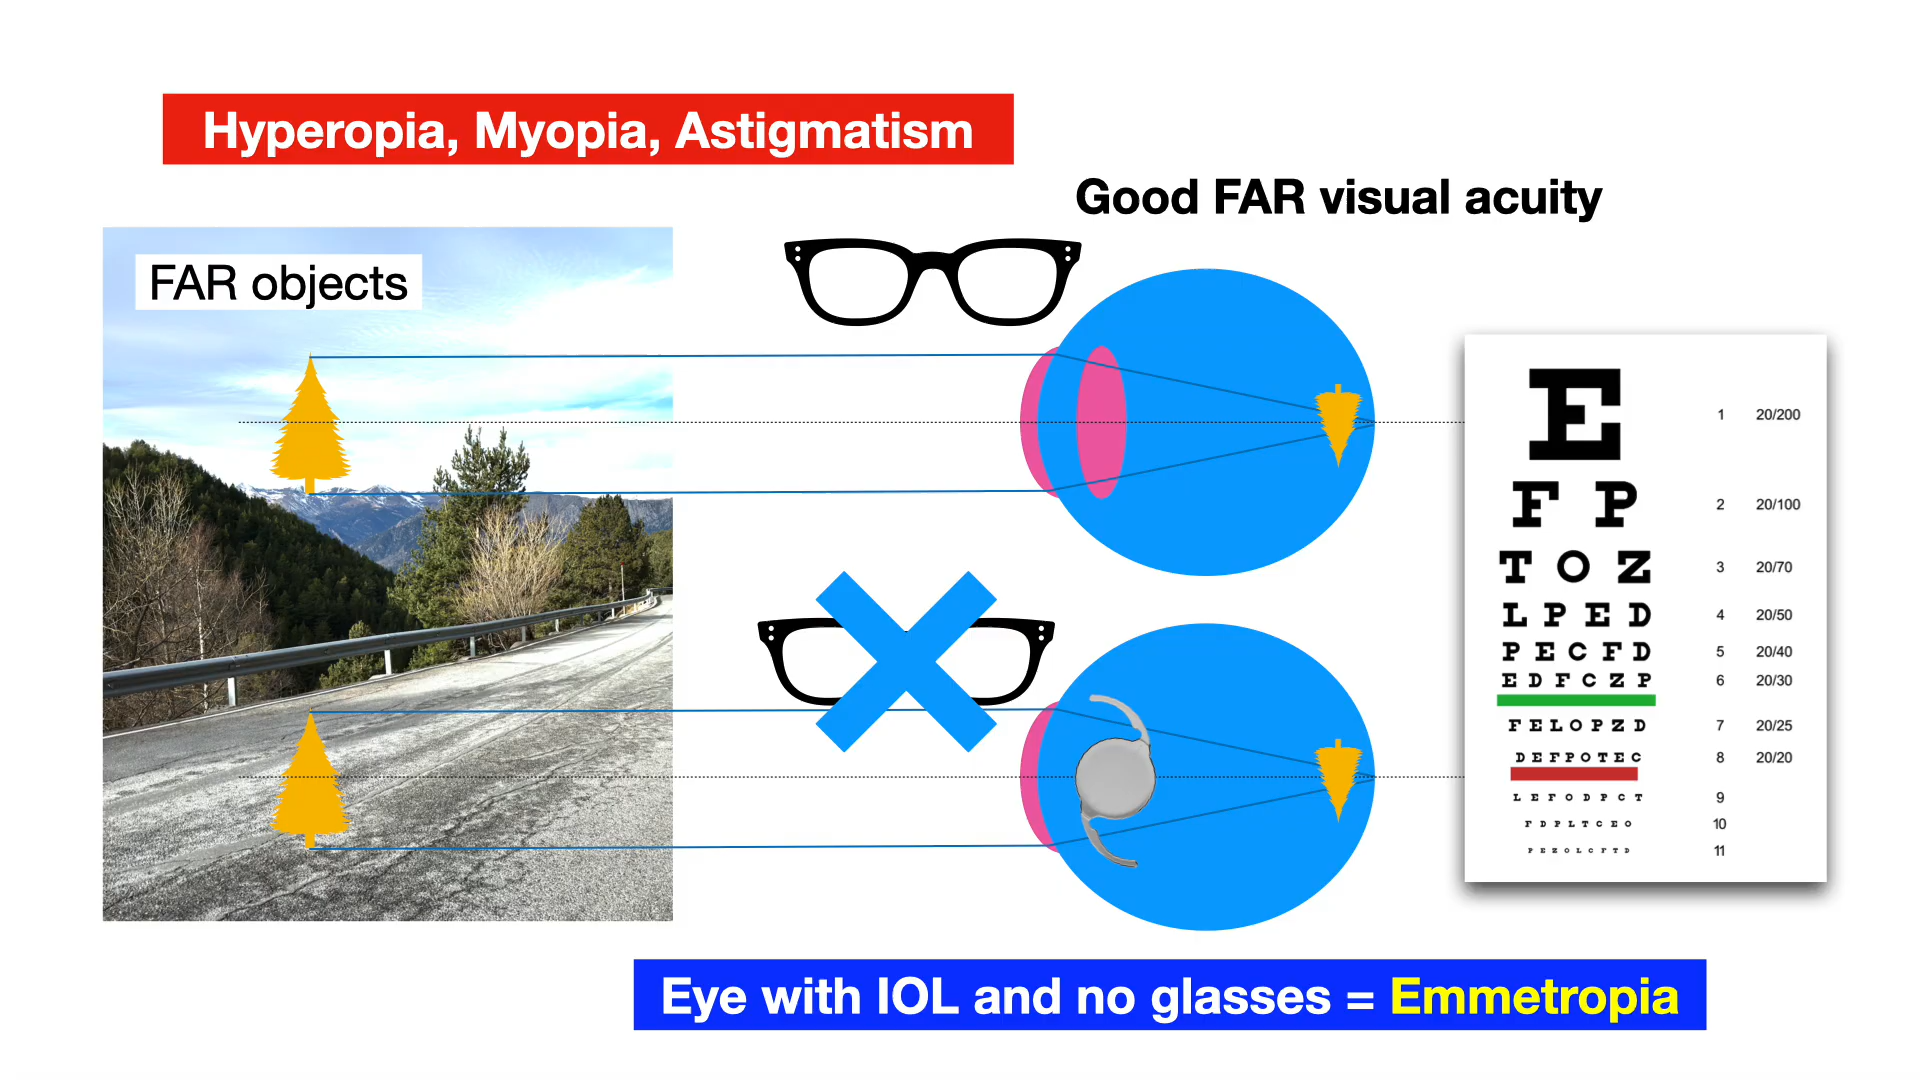 Hyperopia, Myopia, Astigmatism
Good FAR visual acuity
FAR objects
E 1 20/200
F P 2 20/100
T O Z 3 20/70
L P E D 4 20/50
P E C F D 5 20/40
E D F C Z P 6 20/30
F E L O P Z D 7 20/25
D E F P O T E C 8 20/20
L E F O D P C T 9
F D P L T C E O 10
P E Z O L C F T D 11
Eye with IOL and no glasses = Emmetropia